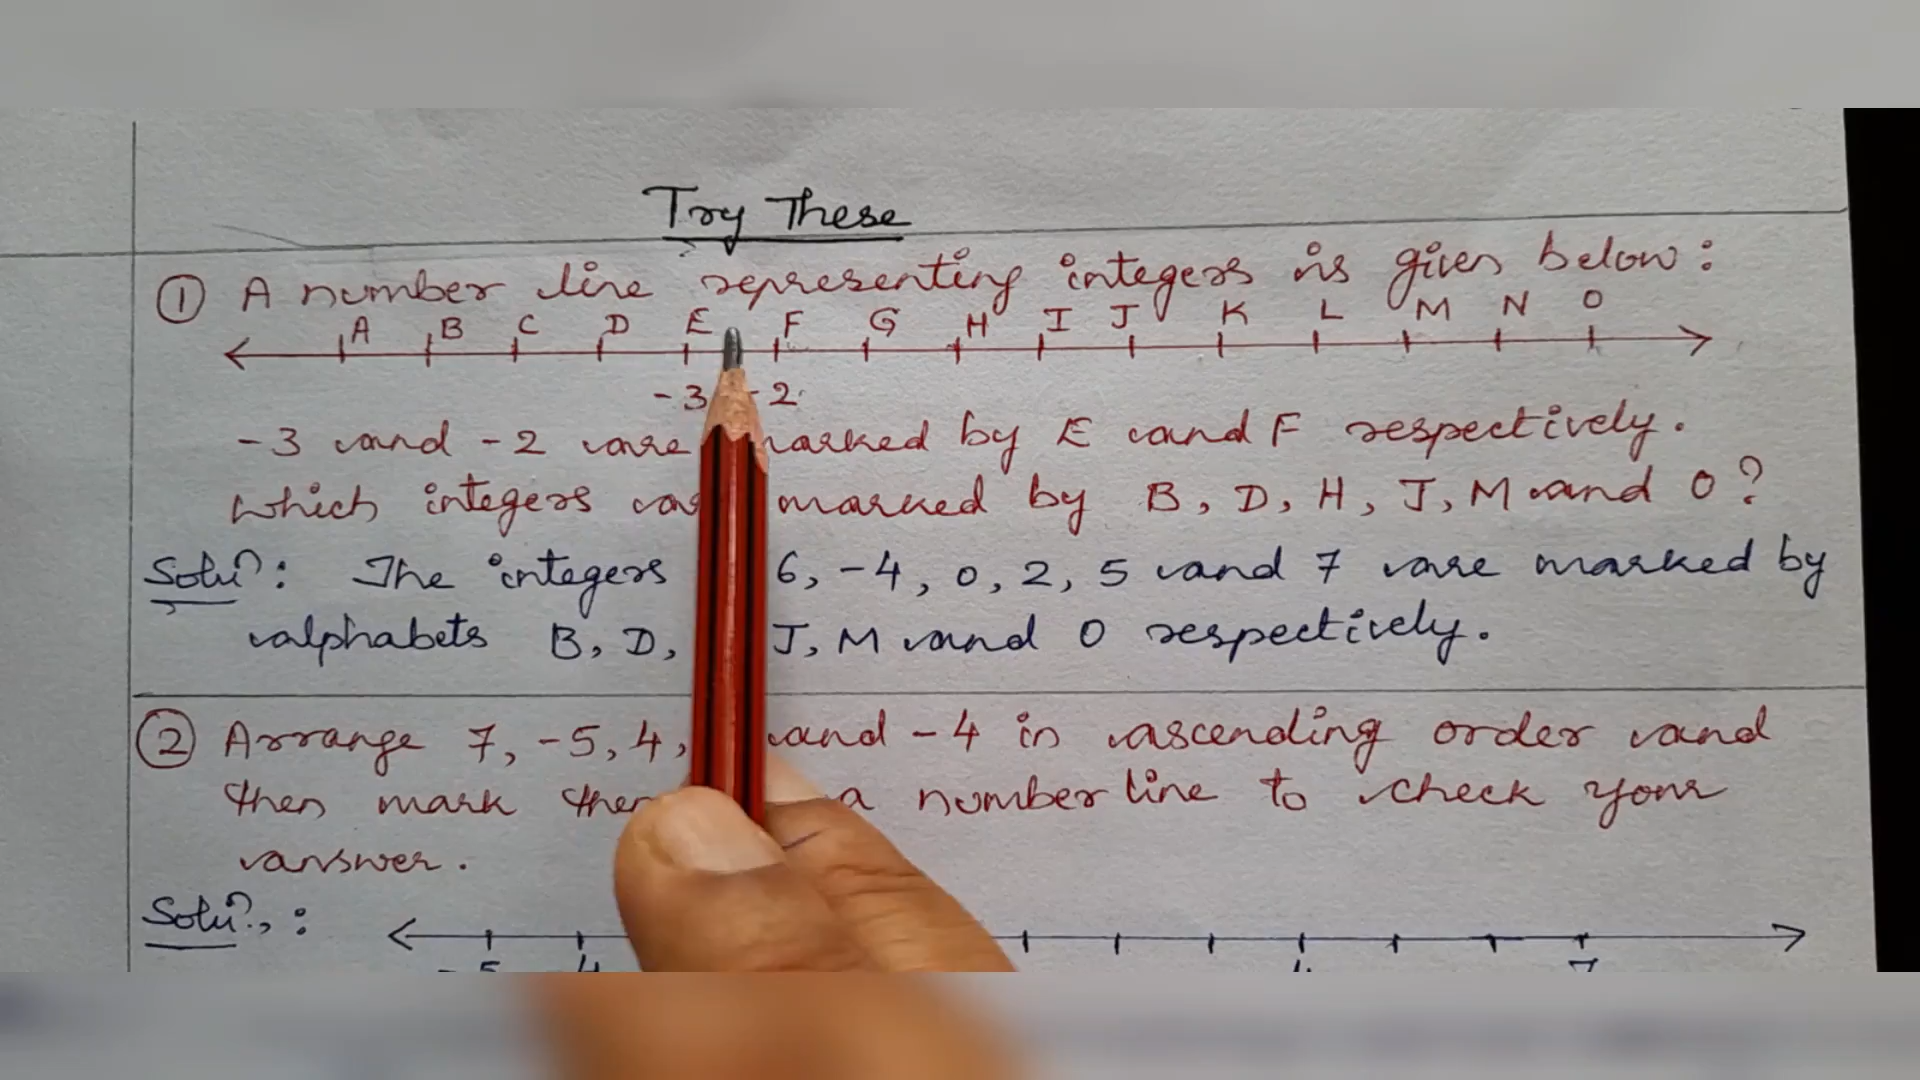 Try These
① A number line representing integers is given below:
A B C D E F G H I J K L M N O
-3 -2
-3 and -2 are marked by E and F respectively.
Which integers marked by B, D, H, J, M and O?
Solun: The integers 6, -4, 0, 2, 5 and 7 are marked by
alphabets B, D, J, M and O respectively.
② Arrange 7, -5, 4, and -4 in ascending order and
then mark a number line to check your
answer.
Solun.: